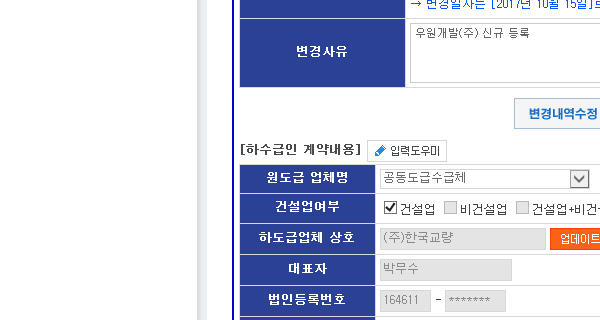 → 변경일자는 [2017년 10월 15일]로
변경사유
우원개발(주) 신규 등록
변경내역수정
[하수급인 계약내용] 입력도우미
원도급 업체명 공동도급수급체
건설업여부 건설업 비건설업 건설업+비건
하도급업체 상호 (주)한국교량 업데이트
대표자 박무수
법인등록번호 164611 - *******